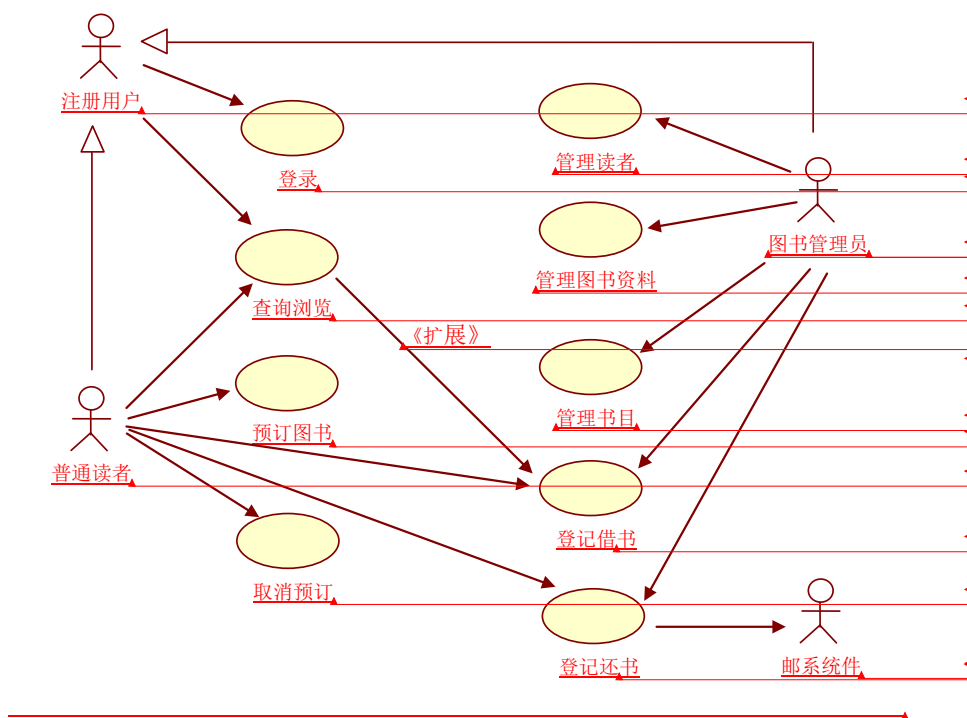 注册用户
登录
管理读者
图书管理员
管理图书资料
查询浏览
《扩展》
管理书目
预订图书
普通读者
登记借书
取消预订
登记还书
邮系统件